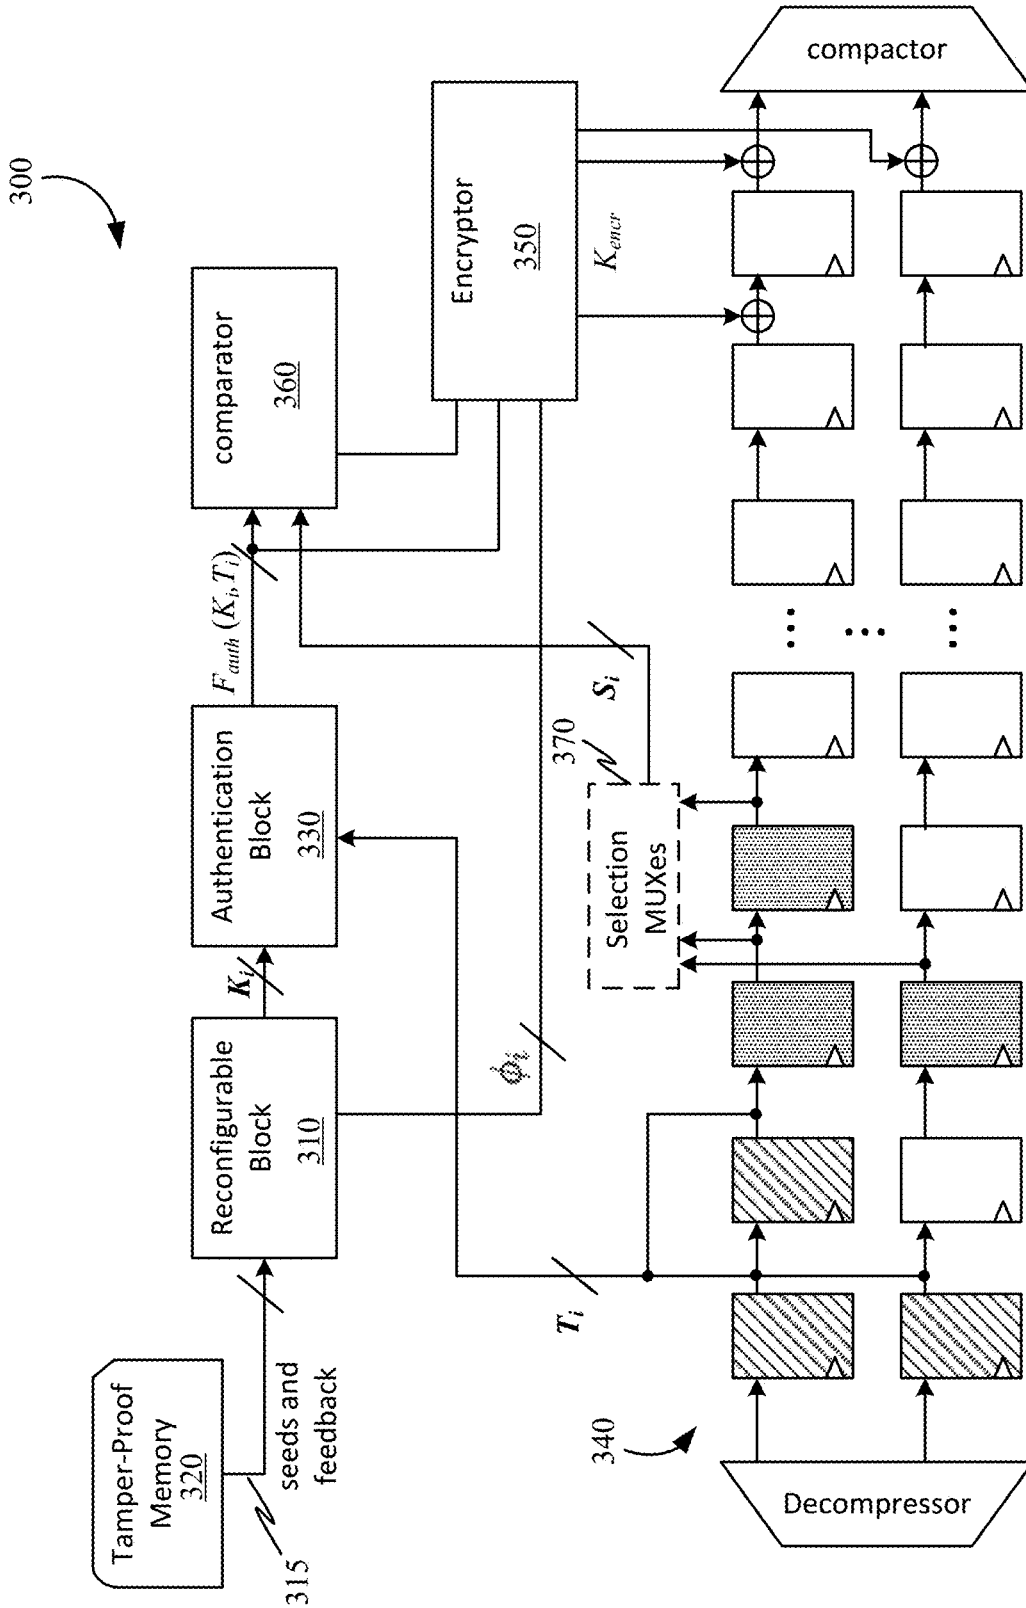 300
Tamper-Proof
Memory
320
315
seeds and
feedback
Reconfigurable
Block
310
K_i
Authentication
Block
330
F_auth (K_i, T_i)
comparator
360
ϕ_i
Encryptor
350
K_encr
T_i
Selection
MUXes
370
S_i
340
Decompressor
compactor